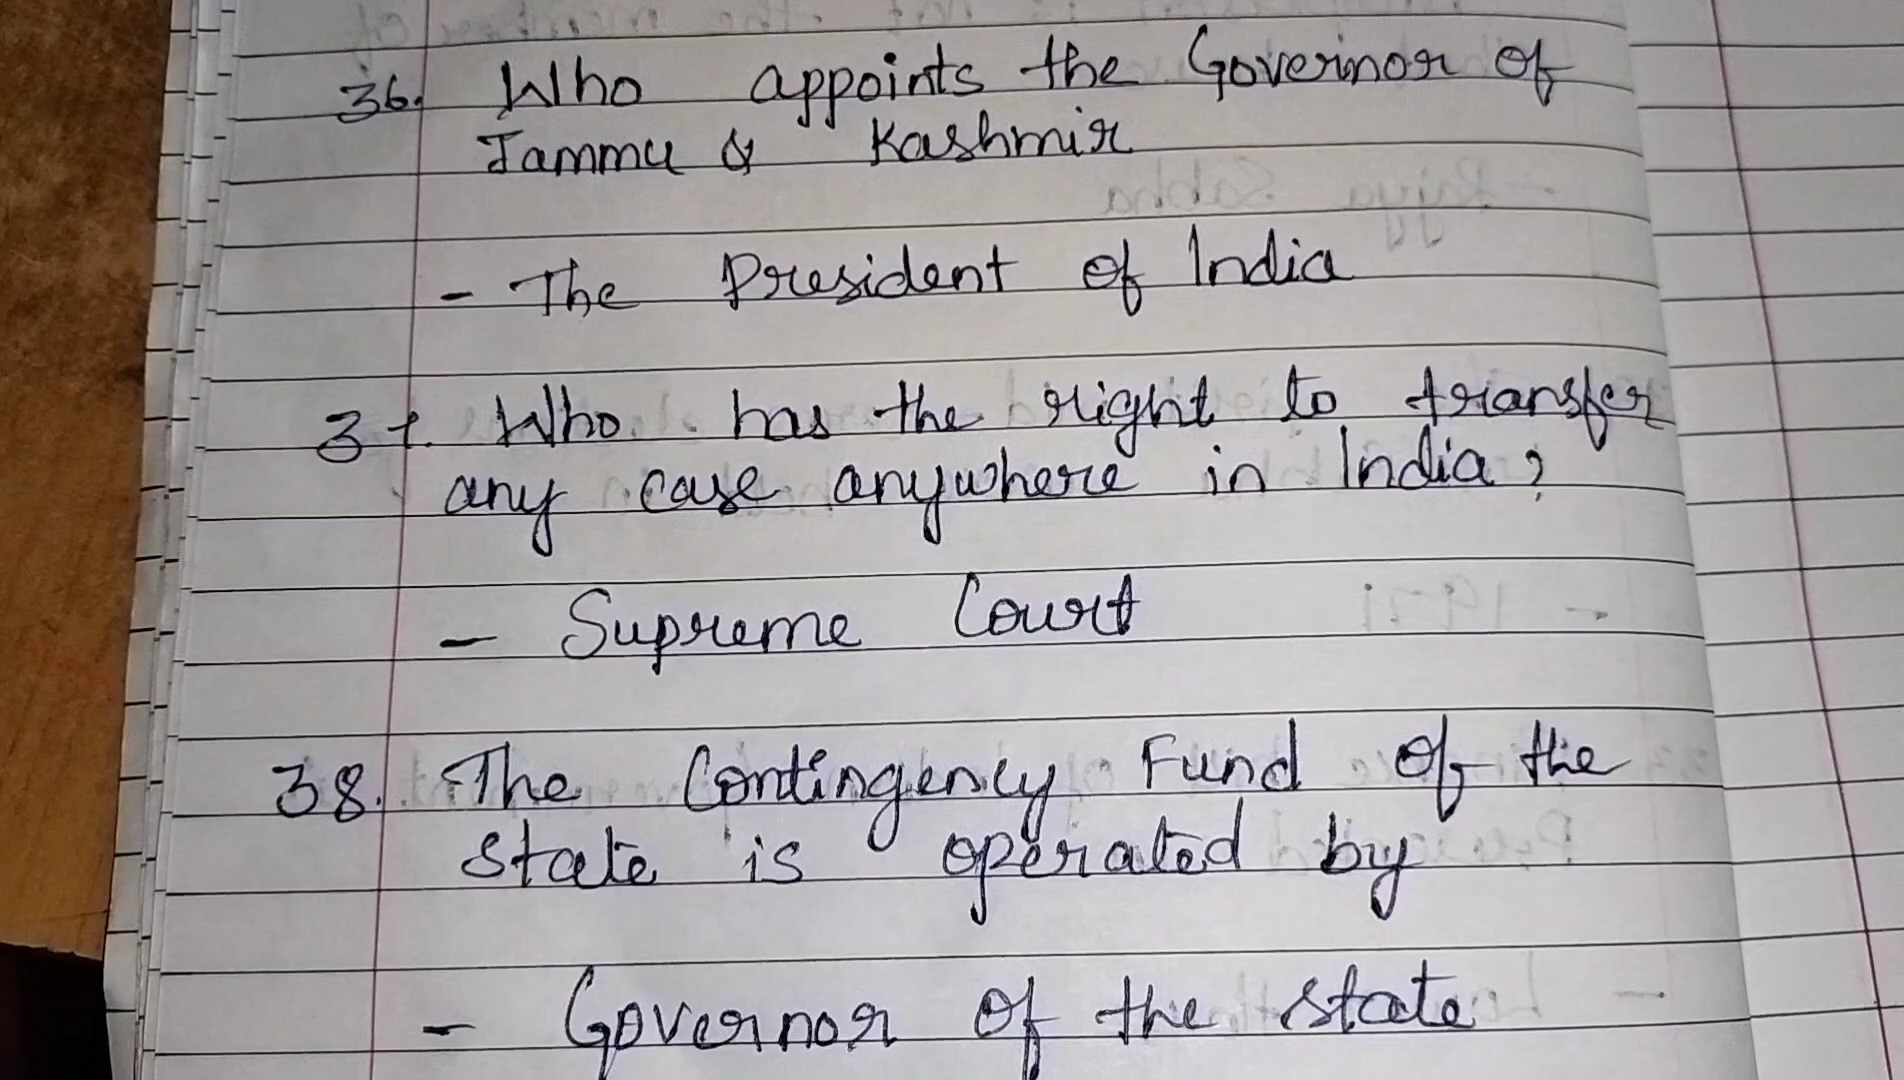 36. Who appoints the Governor of
Jammu & Kashmir
- The President of India
37. Who has the right to transfer
any case anywhere in India?
- Supreme Court
38. The Contingency Fund of the
state is operated by
- Governor of the state